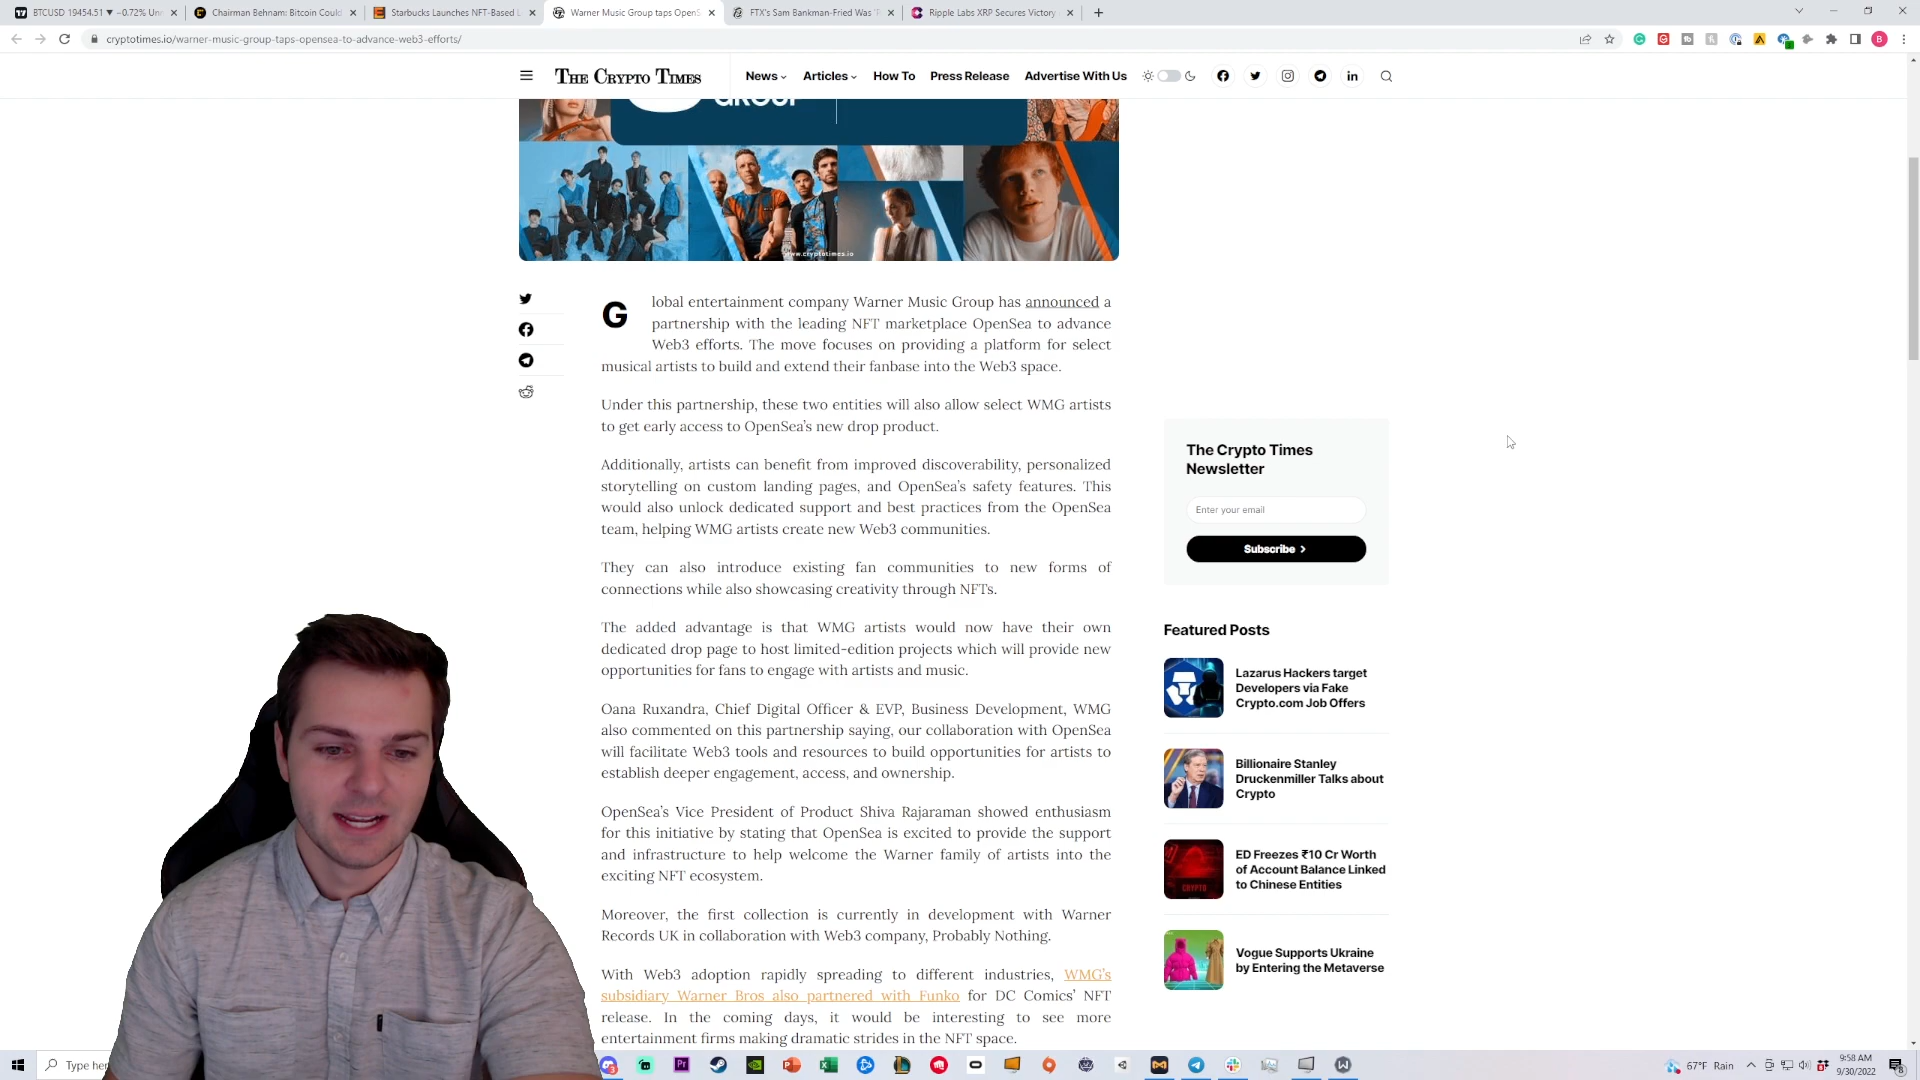 BTCUSD 19454.51 ▼ −0.72% Unn
Chairman Behnam: Bitcoin Could
Starbucks Launches NFT-Based L
Warner Music Group taps OpenS
FTX's Sam Bankman-Fried Was 'F
Ripple Labs XRP Secures Victory
cryptotimes.io/warner-music-group-taps-opensea-to-advance-web3-efforts/
THE CRYPTO TIMES
News
Articles
How To
Press Release
Advertise With Us
GROUP
www.cryptotimes.io
Global entertainment company Warner Music Group has announced a
partnership with the leading NFT marketplace OpenSea to advance
Web3 efforts. The move focuses on providing a platform for select
musical artists to build and extend their fanbase into the Web3 space.
Under this partnership, these two entities will also allow select WMG artists
to get early access to OpenSea's new drop product.
Additionally, artists can benefit from improved discoverability, personalized
storytelling on custom landing pages, and OpenSea's safety features. This
would also unlock dedicated support and best practices from the OpenSea
team, helping WMG artists create new Web3 communities.
They can also introduce existing fan communities to new forms of
connections while also showcasing creativity through NFTs.
The added advantage is that WMG artists would now have their own
dedicated drop page to host limited-edition projects which will provide new
opportunities for fans to engage with artists and music.
Oana Ruxandra, Chief Digital Officer & EVP, Business Development, WMG
also commented on this partnership saying, our collaboration with OpenSea
will facilitate Web3 tools and resources to build opportunities for artists to
establish deeper engagement, access, and ownership.
OpenSea's Vice President of Product Shiva Rajaraman showed enthusiasm
for this initiative by stating that OpenSea is excited to provide the support
and infrastructure to help welcome the Warner family of artists into the
exciting NFT ecosystem.
Moreover, the first collection is currently in development with Warner
Records UK in collaboration with Web3 company, Probably Nothing.
With Web3 adoption rapidly spreading to different industries, WMG's
subsidiary Warner Bros also partnered with Funko for DC Comics' NFT
release. In the coming days, it would be interesting to see more
entertainment firms making dramatic strides in the NFT space.
The Crypto Times
Newsletter
Enter your email
Subscribe
Featured Posts
Lazarus Hackers target
Developers via Fake
Crypto.com Job Offers
Billionaire Stanley
Druckenmiller Talks about
Crypto
CRYPTO
ED Freezes ₹10 Cr Worth
of Account Balance Linked
to Chinese Entities
Vogue Supports Ukraine
by Entering the Metaverse
Type her
67°F Rain
9:58 AM
9/30/2022